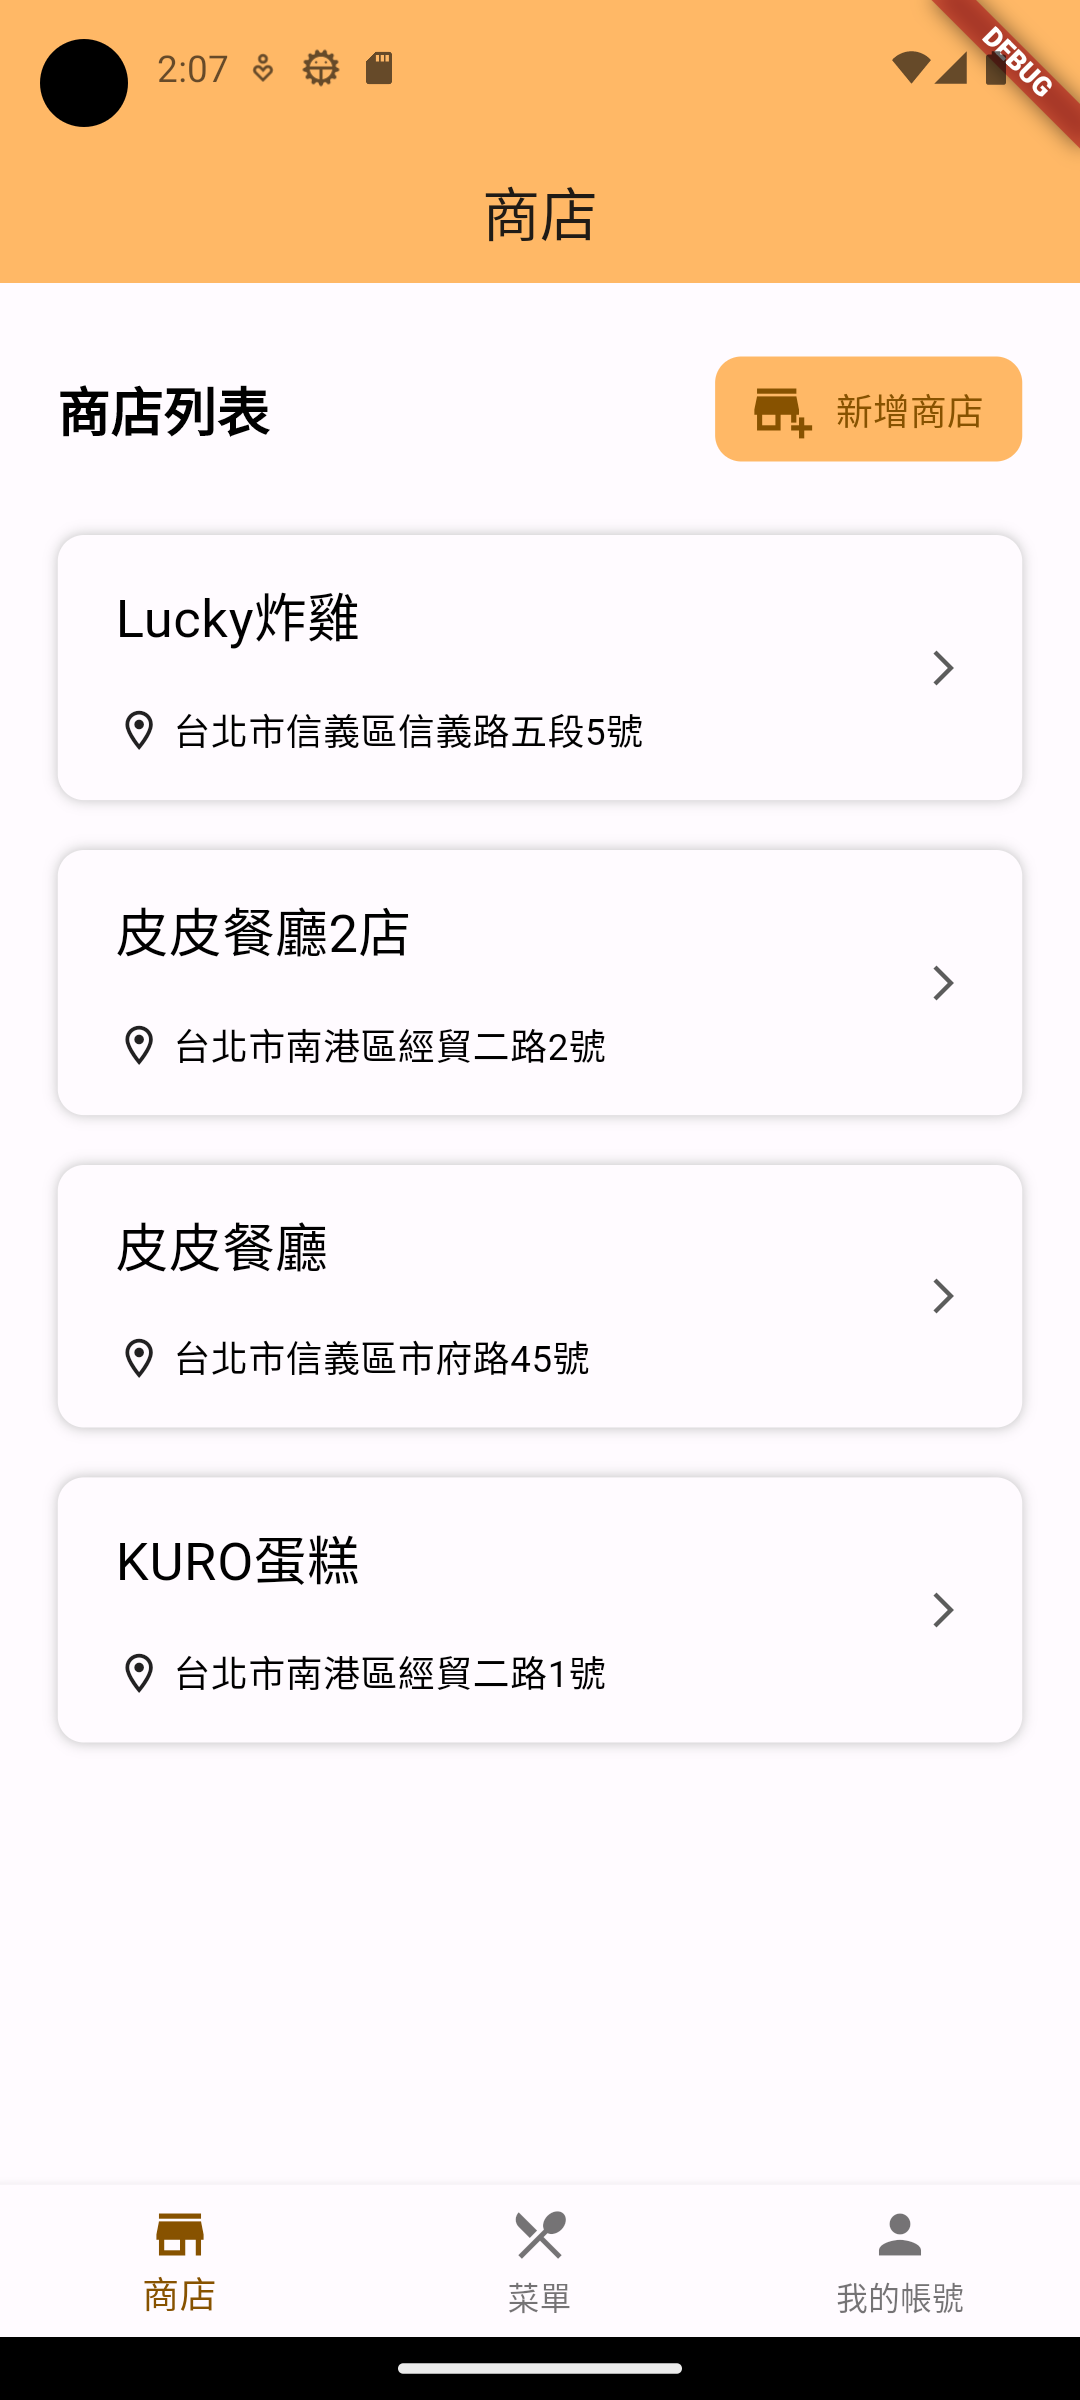 2:07
DEBUG
商店
商店列表
新增商店
Lucky炸雞
台北市信義區信義路五段5號
皮皮餐廳2店
台北市南港區經貿二路2號
皮皮餐廳
台北市信義區市府路45號
KURO蛋糕
台北市南港區經貿二路1號
商店
菜單
我的帳號